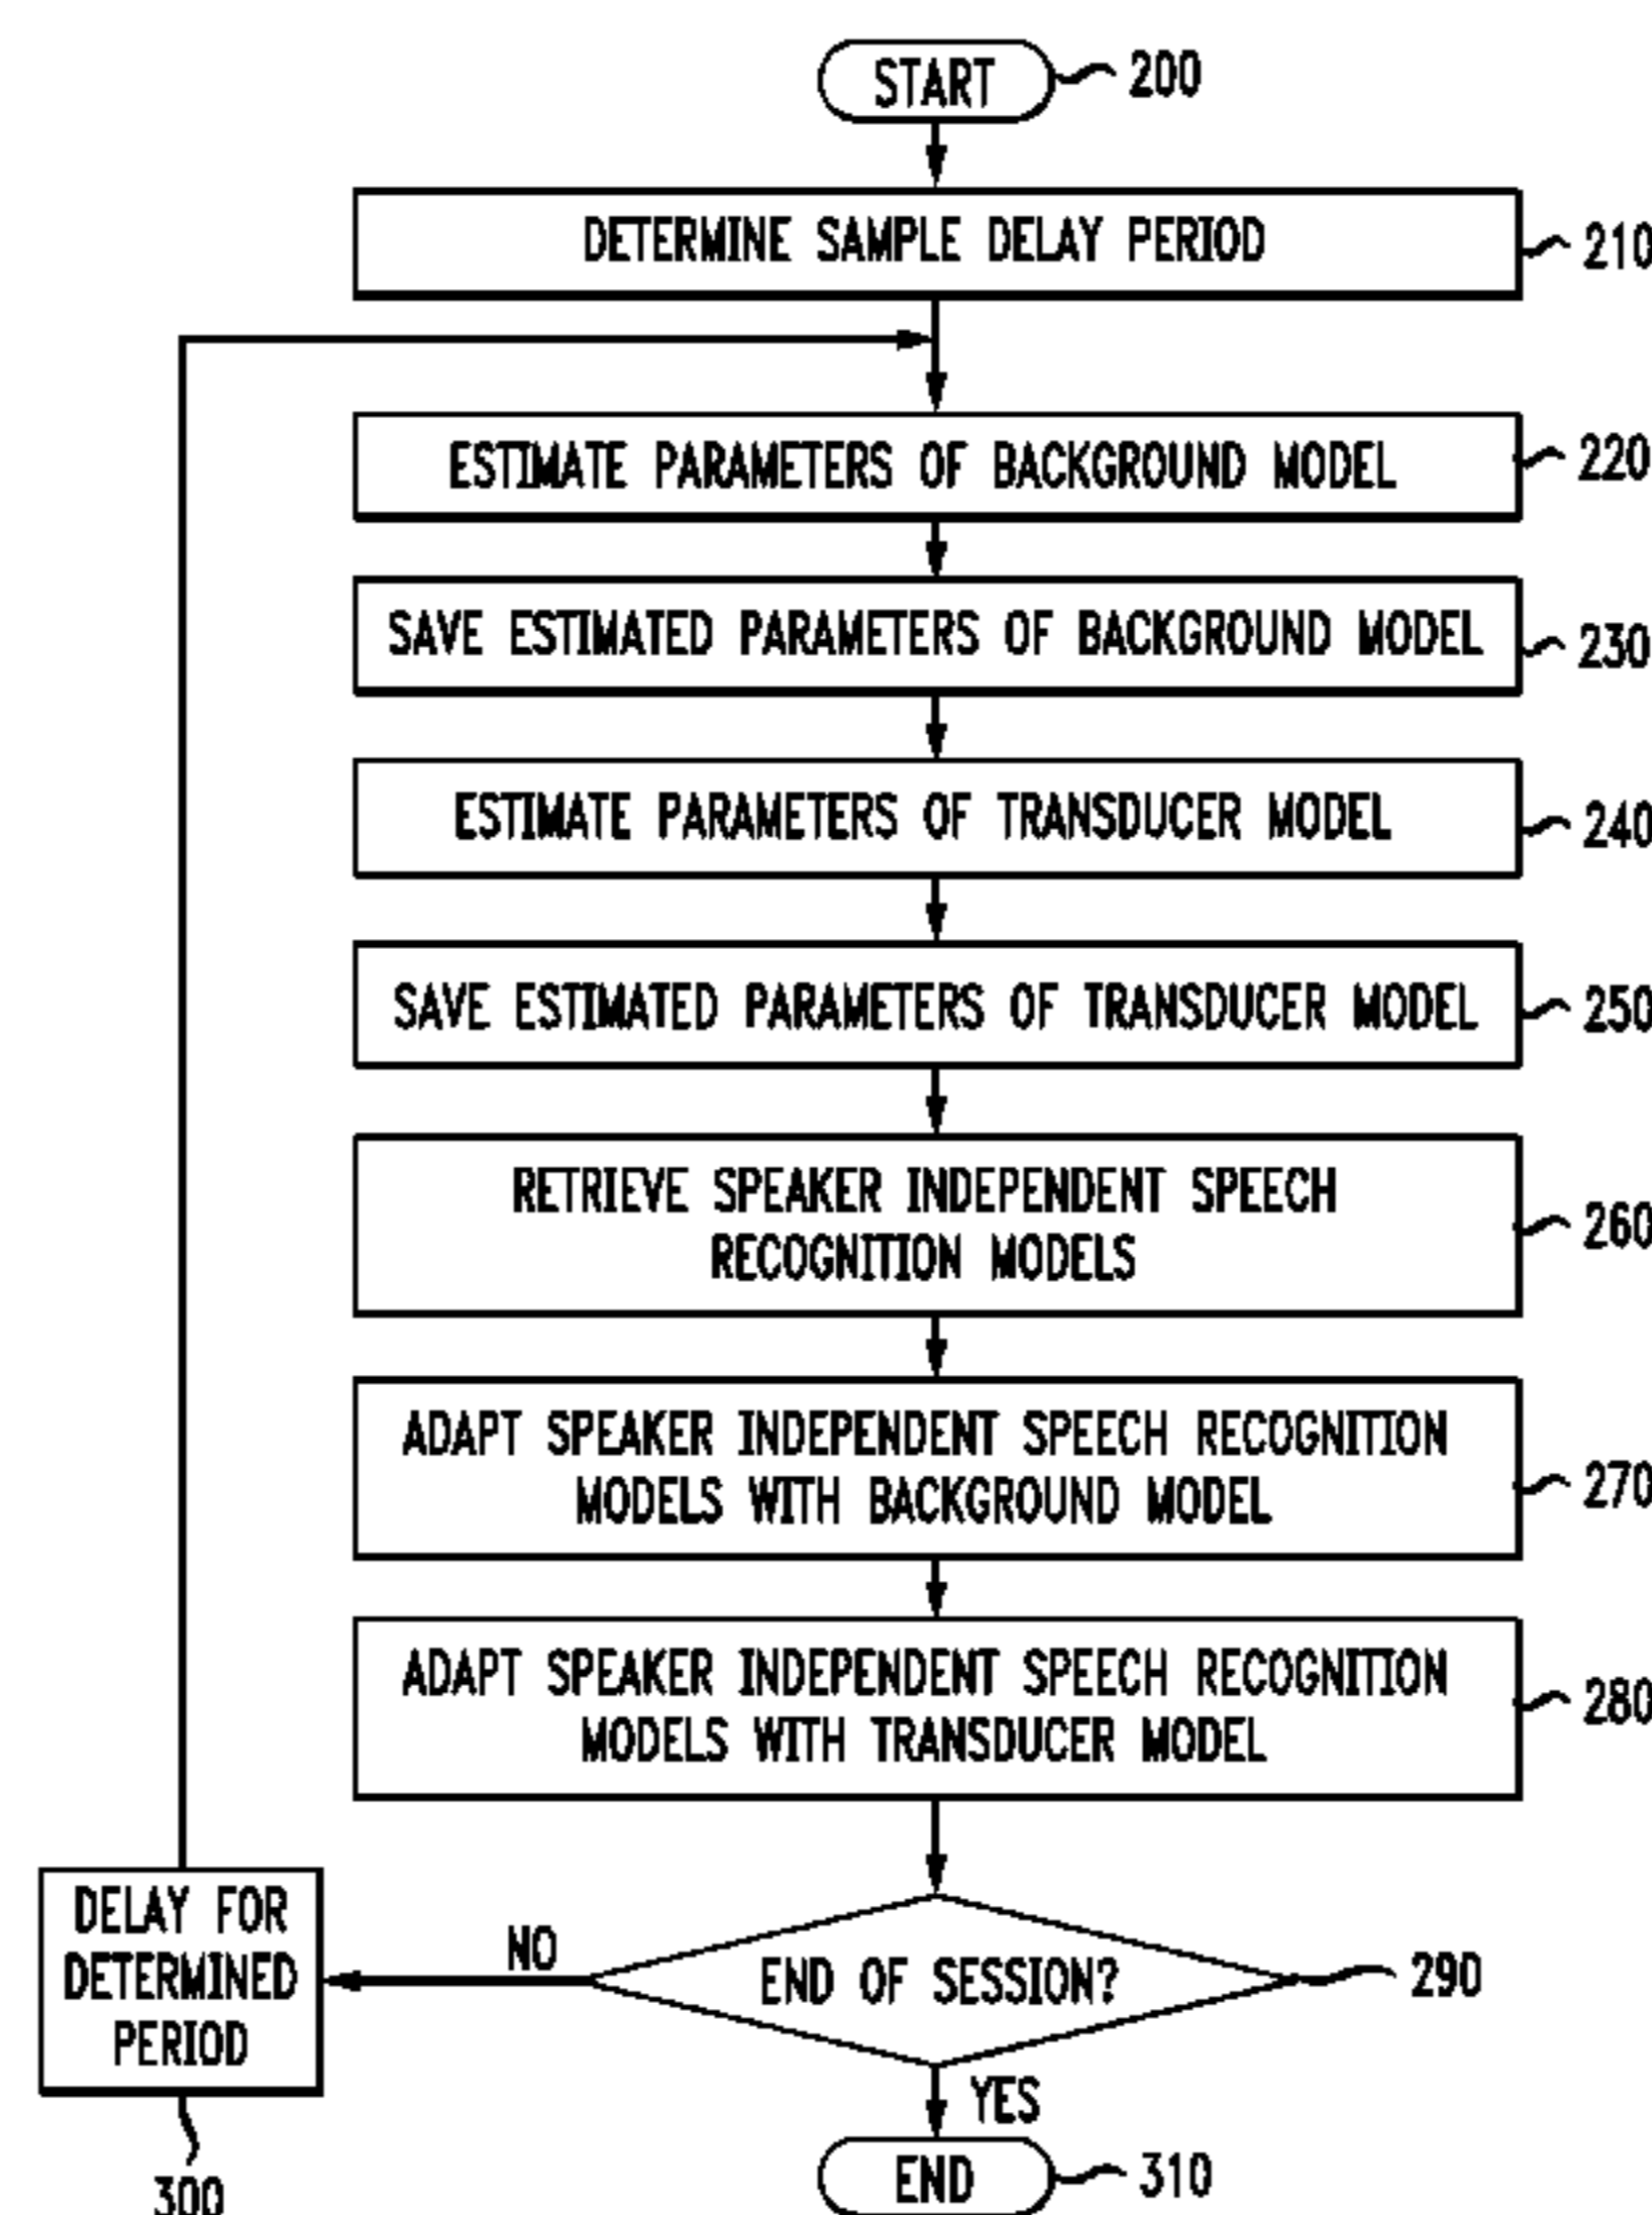 START
200
DETERMINE SAMPLE DELAY PERIOD
210
ESTIMATE PARAMETERS OF BACKGROUND MODEL
220
SAVE ESTIMATED PARAMETERS OF BACKGROUND MODEL
230
ESTIMATE PARAMETERS OF TRANSDUCER MODEL
240
SAVE ESTIMATED PARAMETERS OF TRANSDUCER MODEL
250
RETRIEVE SPEAKER INDEPENDENT SPEECH
RECOGNITION MODELS
260
ADAPT SPEAKER INDEPENDENT SPEECH RECOGNITION
MODELS WITH BACKGROUND MODEL
270
ADAPT SPEAKER INDEPENDENT SPEECH RECOGNITION
MODELS WITH TRANSDUCER MODEL
280
END OF SESSION?
290
NO
DELAY FOR
DETERMINED
PERIOD
300
YES
END
310